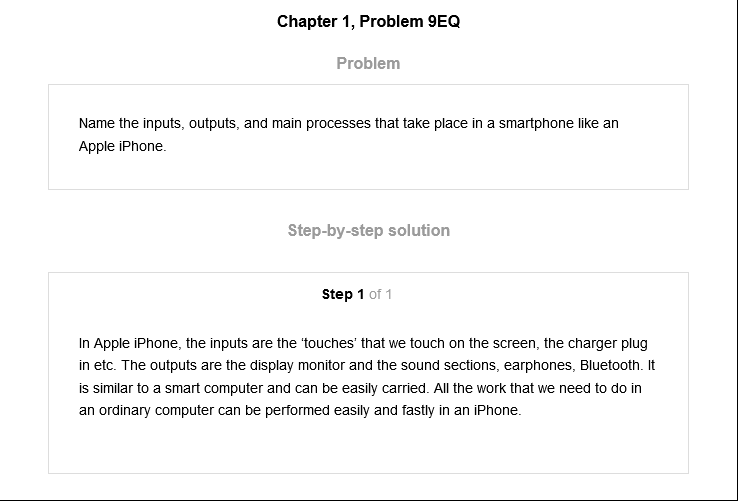 Chapter 1, Problem 9EQ
Problem
Name the inputs, outputs, and main processes that take place in a smartphone like an
Apple iPhone.
Step-by-step solution
Step 1 of 1
In Apple iPhone, the inputs are the ‘touches’ that we touch on the screen, the charger plug
in etc. The outputs are the display monitor and the sound sections, earphones, Bluetooth. It
is similar to a smart computer and can be easily carried. All the work that we need to do in
an ordinary computer can be performed easily and fastly in an iPhone.